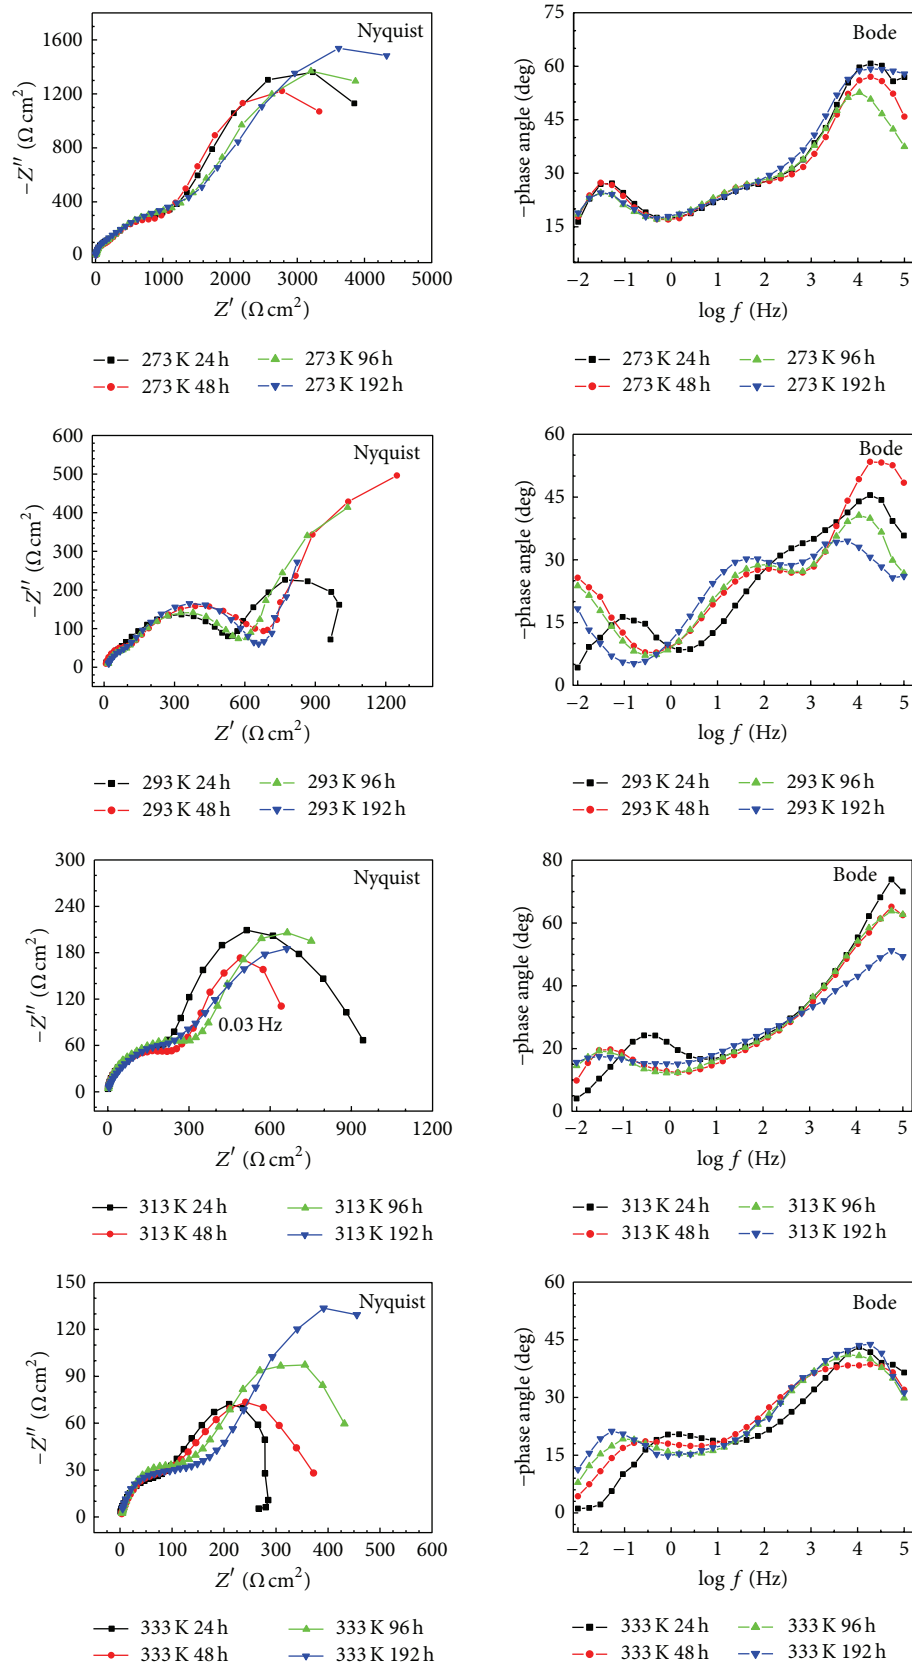 Nyquist
1600
1200
800
400
0
−Z″ (Ω cm²)
0 1000 2000 3000 4000 5000
Z′ (Ω cm²)
273 K 24 h
273 K 96 h
273 K 48 h
273 K 192 h
Bode
75
60
45
30
15
−phase angle (deg)
−2 −1 0 1 2 3 4 5
log f (Hz)
273 K 24 h
273 K 96 h
273 K 48 h
273 K 192 h
Nyquist
600
500
400
300
200
100
0
−Z″ (Ω cm²)
0 300 600 900 1200
Z′ (Ω cm²)
293 K 24 h
293 K 96 h
293 K 48 h
293 K 192 h
Bode
60
45
30
15
0
−phase angle (deg)
−2 −1 0 1 2 3 4 5
log f (Hz)
293 K 24 h
293 K 96 h
293 K 48 h
293 K 192 h
Nyquist
300
240
180
120
60
0
−Z″ (Ω cm²)
0.03 Hz
0 300 600 900 1200
Z′ (Ω cm²)
313 K 24 h
313 K 96 h
313 K 48 h
313 K 192 h
Bode
80
60
40
20
0
−phase angle (deg)
−2 −1 0 1 2 3 4 5
log f (Hz)
313 K 24 h
313 K 96 h
313 K 48 h
313 K 192 h
Nyquist
150
120
90
60
30
0
−Z″ (Ω cm²)
0 100 200 300 400 500 600
Z′ (Ω cm²)
333 K 24 h
333 K 96 h
333 K 48 h
333 K 192 h
Bode
60
45
30
15
0
−phase angle (deg)
−2 −1 0 1 2 3 4 5
log f (Hz)
333 K 24 h
333 K 96 h
333 K 48 h
333 K 192 h